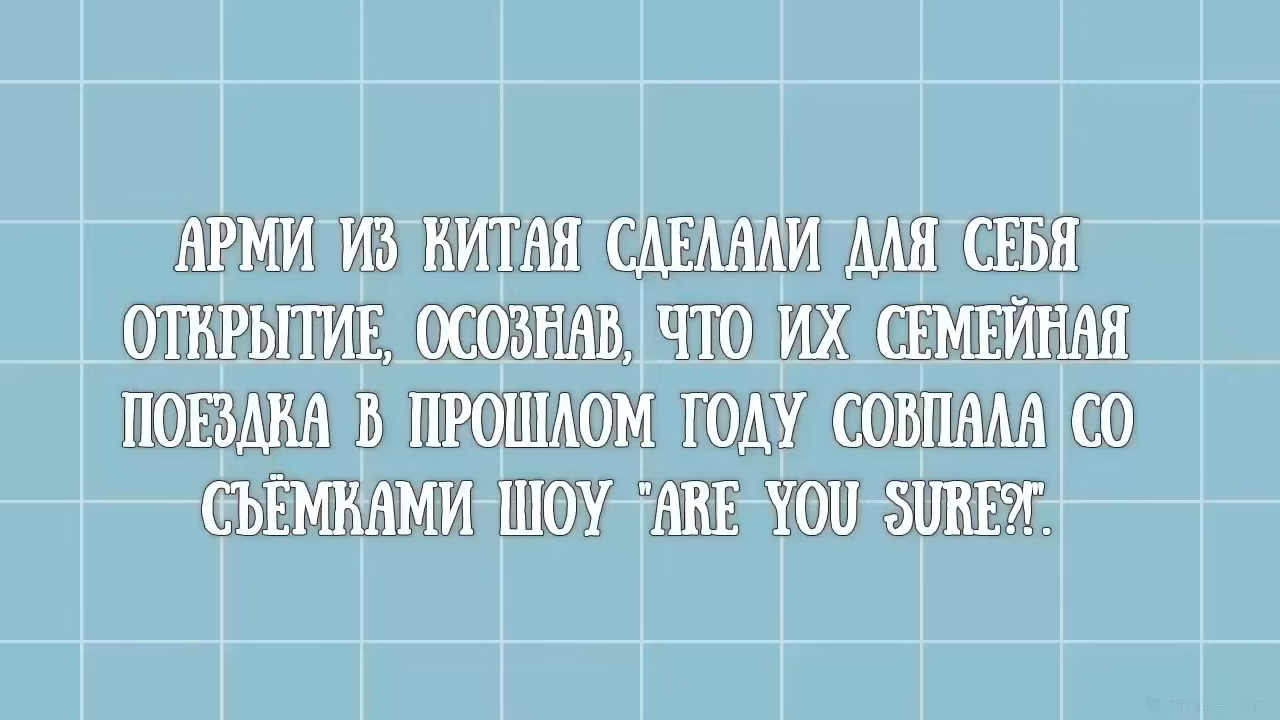 АРМИ ИЗ КИТАЯ СДЕЛАЛИ ДЛЯ СЕБЯ
ОТКРЫТИЕ, ОСОЗНАВ, ЧТО ИХ СЕМЕЙНАЯ
ПОЕЗДКА В ПРОШЛОМ ГОДУ СОВПАЛА СО
СЪЁМКАМИ ШОУ "ARE YOU SURE?!".